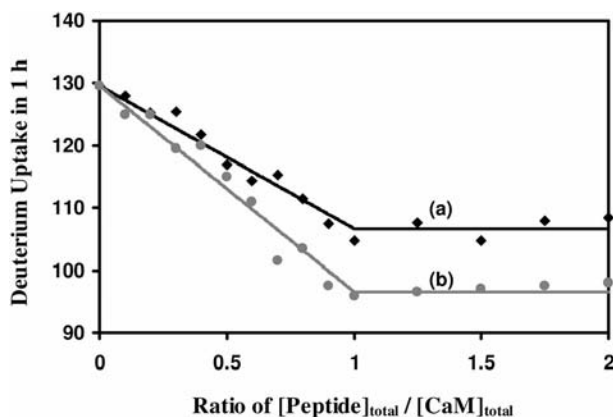 140
130
120
110
100
90
Deuterium Uptake in 1 h
(a)
(b)
0
0.5
1
1.5
2
Ratio of [Peptide]total / [CaM]total